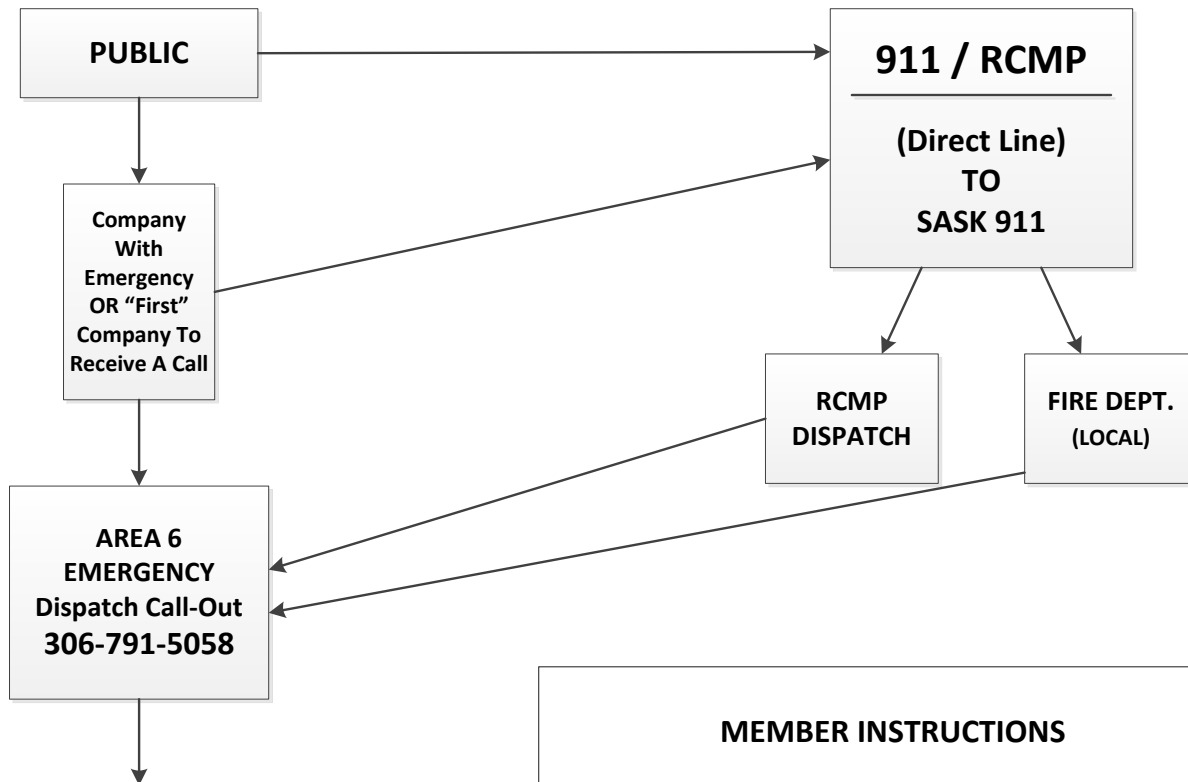 PUBLIC
911 / RCMP
(Direct Line)
TO
SASK 911
Company
With
Emergency
OR “First”
Company To
Receive A Call
RCMP
DISPATCH
FIRE DEPT.
(LOCAL)
AREA 6
EMERGENCY
Dispatch Call-Out
306-791-5058
MEMBER INSTRUCTIONS